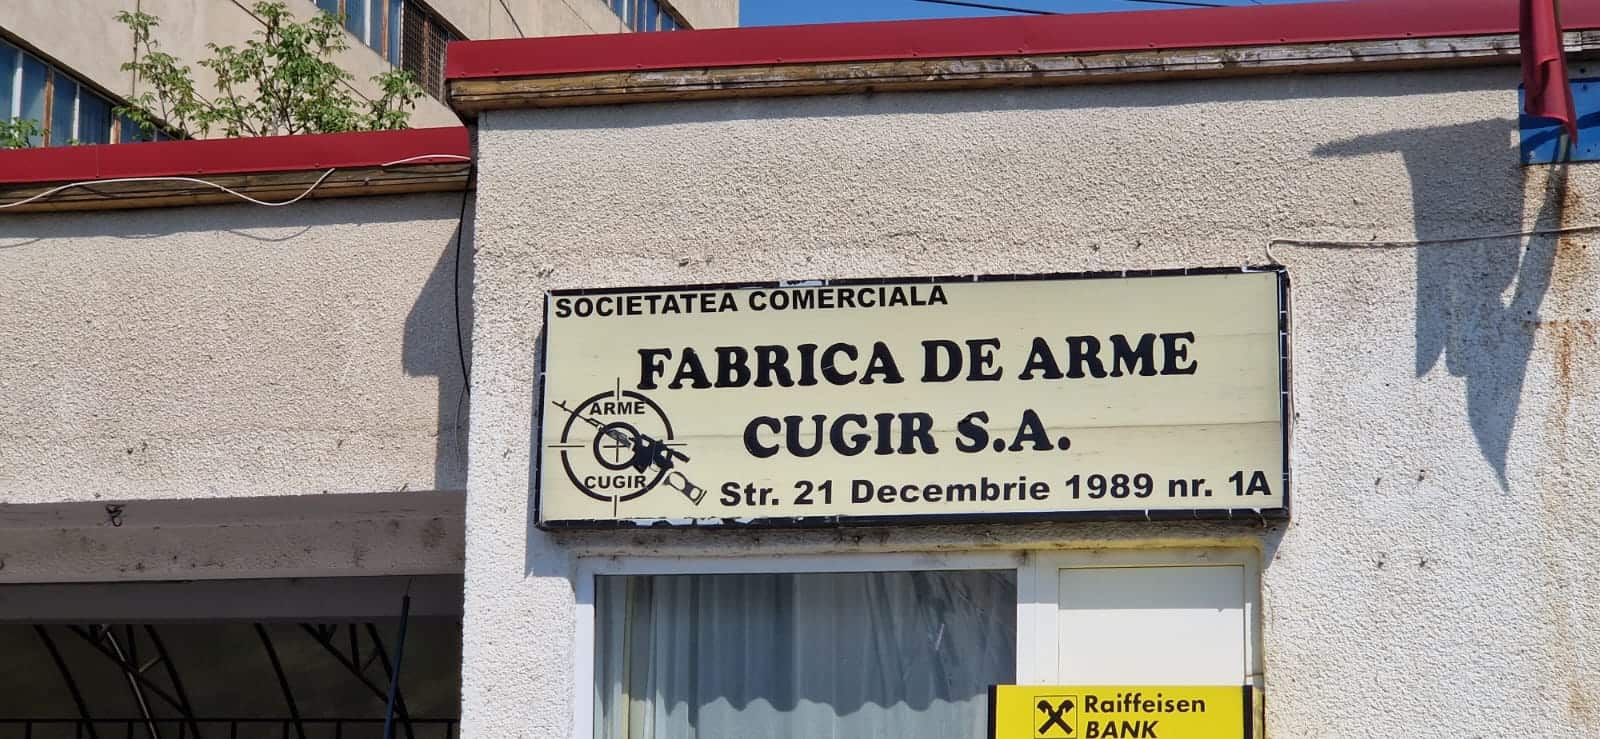 SOCIETATEA COMERCIALA
FABRICA DE ARME
CUGIR S.A.
Str. 21 Decembrie 1989 nr. 1A
ARME
CUGIR
Raiffeisen
BANK